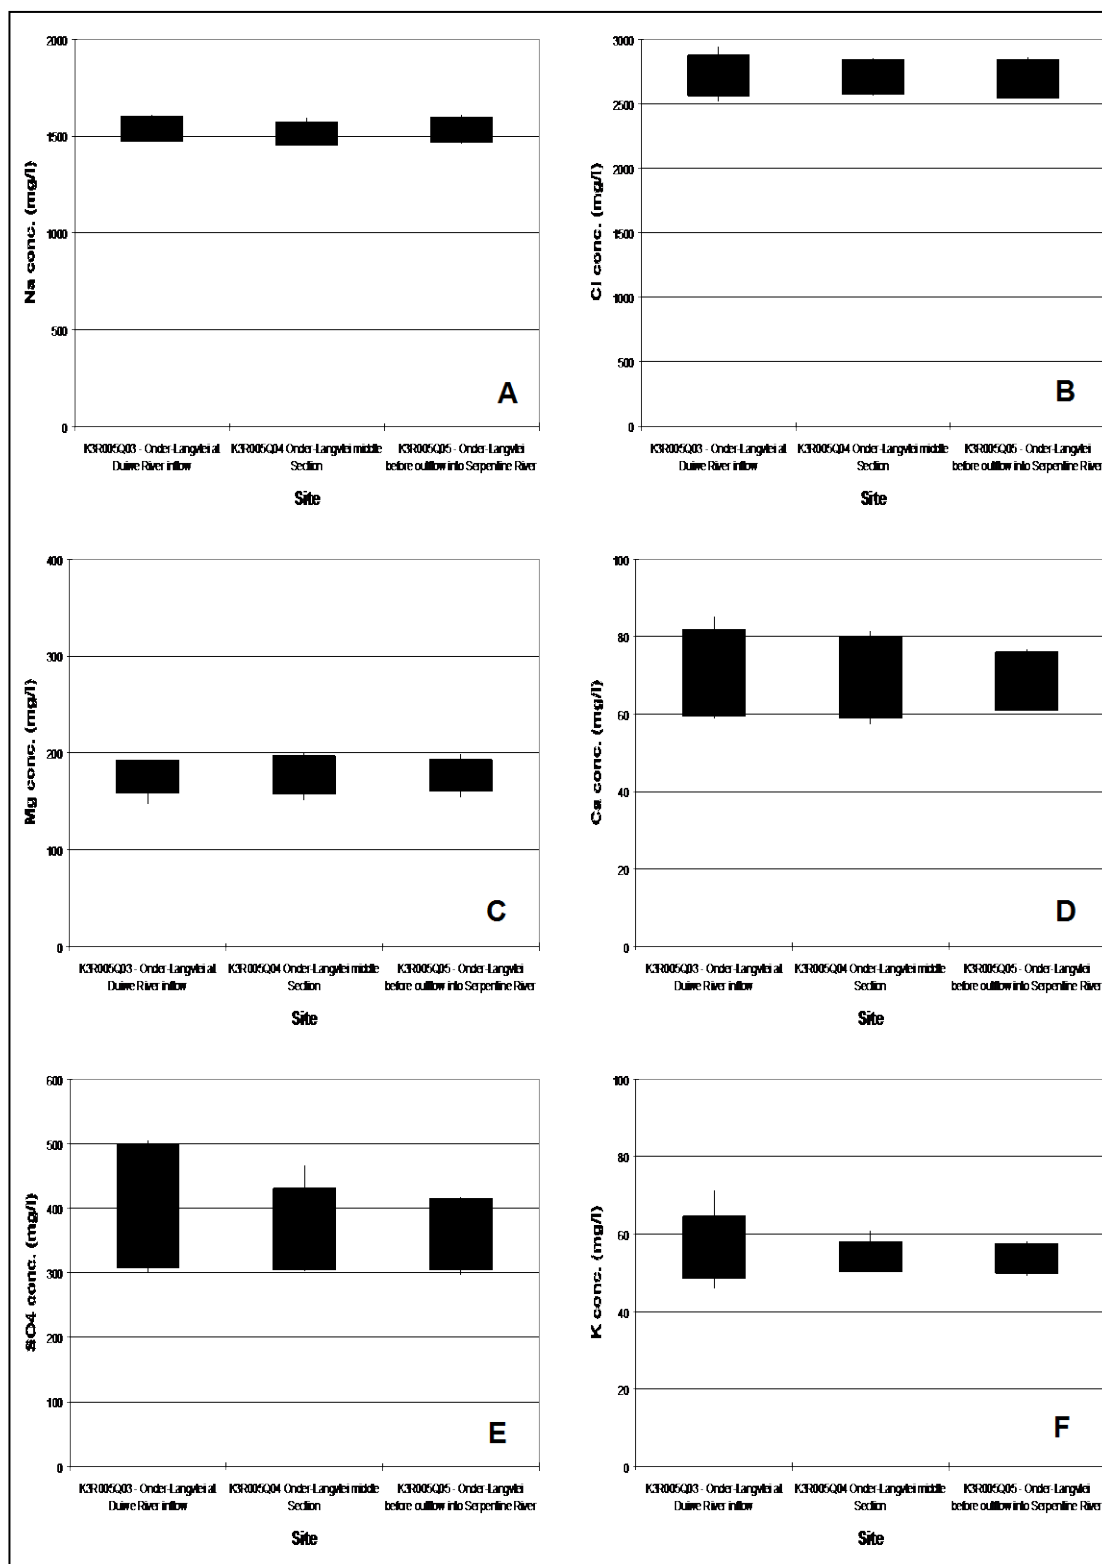 2000
1500
1000
500
0
Na conc. (mg/l)
A
K3R005Q03 - Onder-Langvlei at
Duiwe River inflow
K3R005Q04 Onder-Langvlei middle
Section
K3R005Q05 - Onder-Langvlei
before outflow into Serpentine River
Site
3000
2500
2000
1500
1000
500
0
Cl conc. (mg/l)
B
K3R005Q03 - Onder-Langvlei at
Duiwe River inflow
K3R005Q04 Onder-Langvlei middle
Section
K3R005Q05 - Onder-Langvlei
before outflow into Serpentine River
Site
400
300
200
100
0
Mg conc. (mg/l)
C
K3R005Q03 - Onder-Langvlei at
Duiwe River inflow
K3R005Q04 Onder-Langvlei middle
Section
K3R005Q05 - Onder-Langvlei
before outflow into Serpentine River
Site
100
80
60
40
20
0
Ca conc. (mg/l)
D
K3R005Q03 - Onder-Langvlei at
Duiwe River inflow
K3R005Q04 Onder-Langvlei middle
Section
K3R005Q05 - Onder-Langvlei
before outflow into Serpentine River
Site
600
500
400
300
200
100
0
SO4 conc. (mg/l)
E
K3R005Q03 - Onder-Langvlei at
Duiwe River inflow
K3R005Q04 Onder-Langvlei middle
Section
K3R005Q05 - Onder-Langvlei
before outflow into Serpentine River
Site
100
80
60
40
20
0
K conc. (mg/l)
F
K3R005Q03 - Onder-Langvlei at
Duiwe River inflow
K3R005Q04 Onder-Langvlei middle
Section
K3R005Q05 - Onder-Langvlei
before outflow into Serpentine River
Site